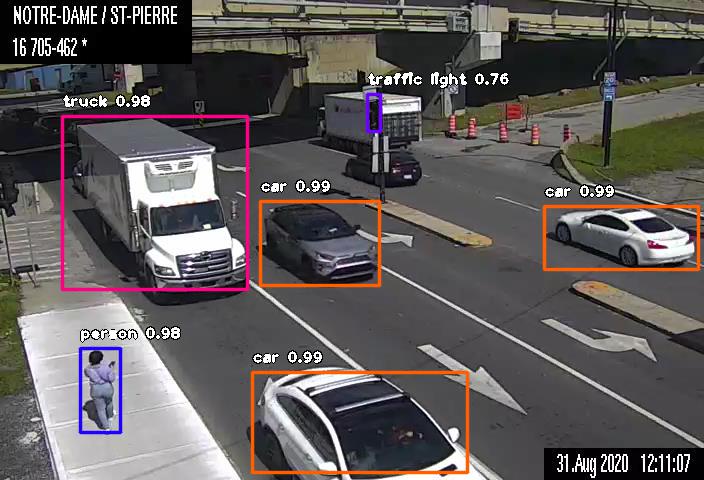 NOTRE-DAME / ST-PIERRE
16 705-462 *
traffic light 0.76
truck 0.98
car 0.99
car 0.99
person 0.98
car 0.99
31.Aug 2020 12:11:07